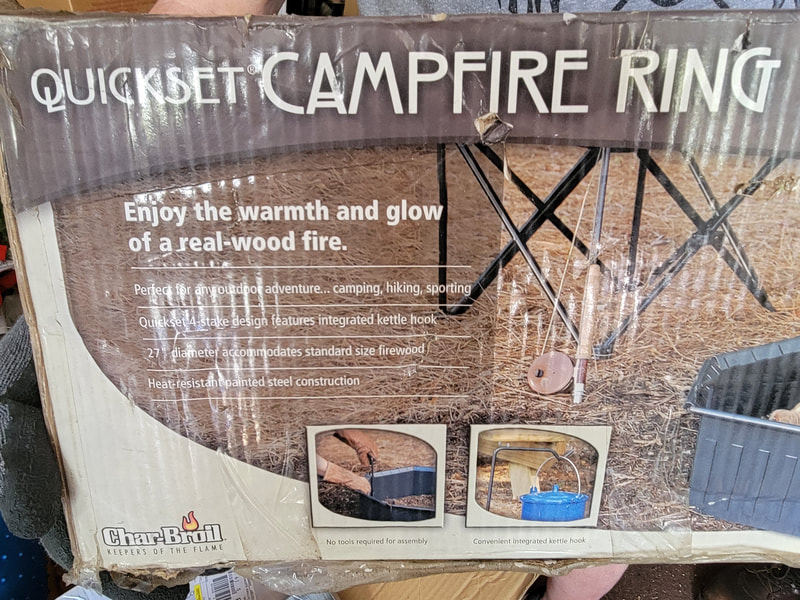 QUICKSET® CAMPFIRE RING
Enjoy the warmth and glow
of a real-wood fire.
Perfect for any outdoor adventure... camping, hiking, sporting
Quickset 4-stake design features integrated kettle hook
27" diameter accommodates standard size firewood
Heat-resistant painted steel construction
No tools required for assembly
Convenient integrated kettle hook
Char-Broil
KEEPERS OF THE FLAME